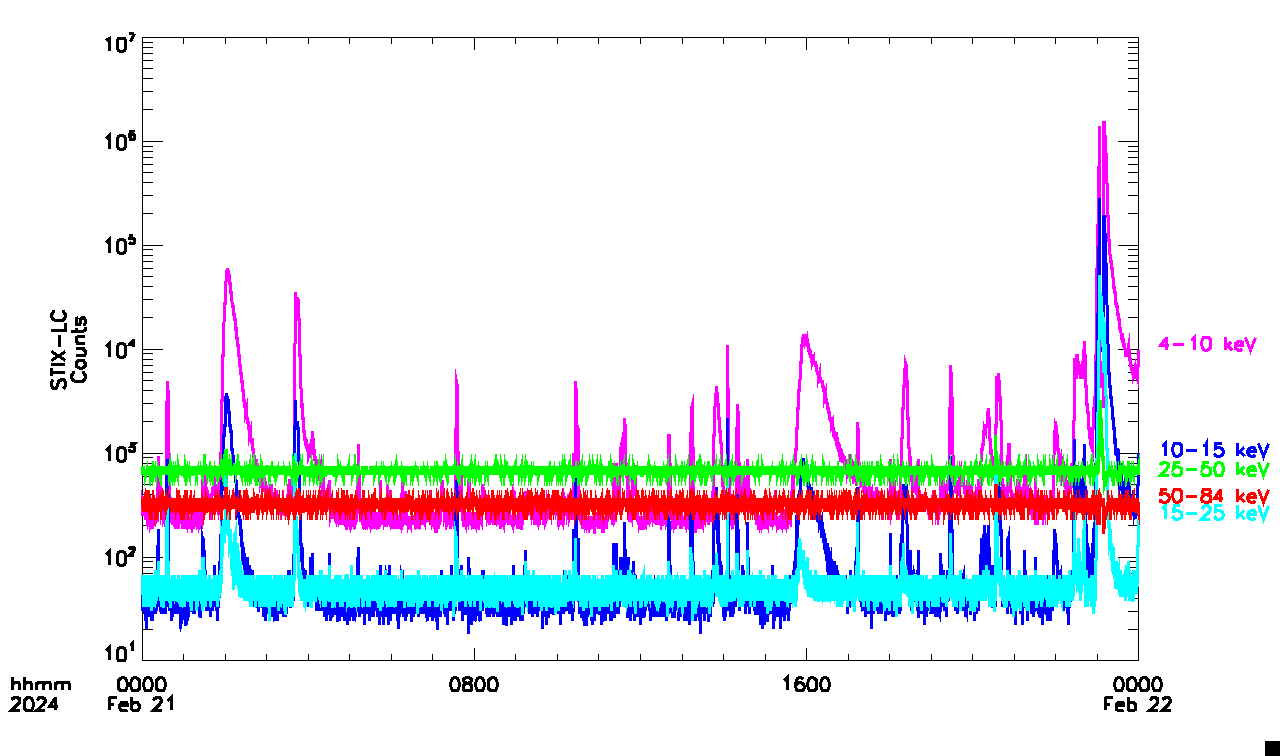 10⁷
10⁶
10⁵
10⁴
10³
10²
10¹
STIX-LC
Counts
4-10 keV
10-15 keV
25-50 keV
50-84 keV
15-25 keV
hhmm 0000 0800 1600 0000
2024 Feb 21 Feb 22